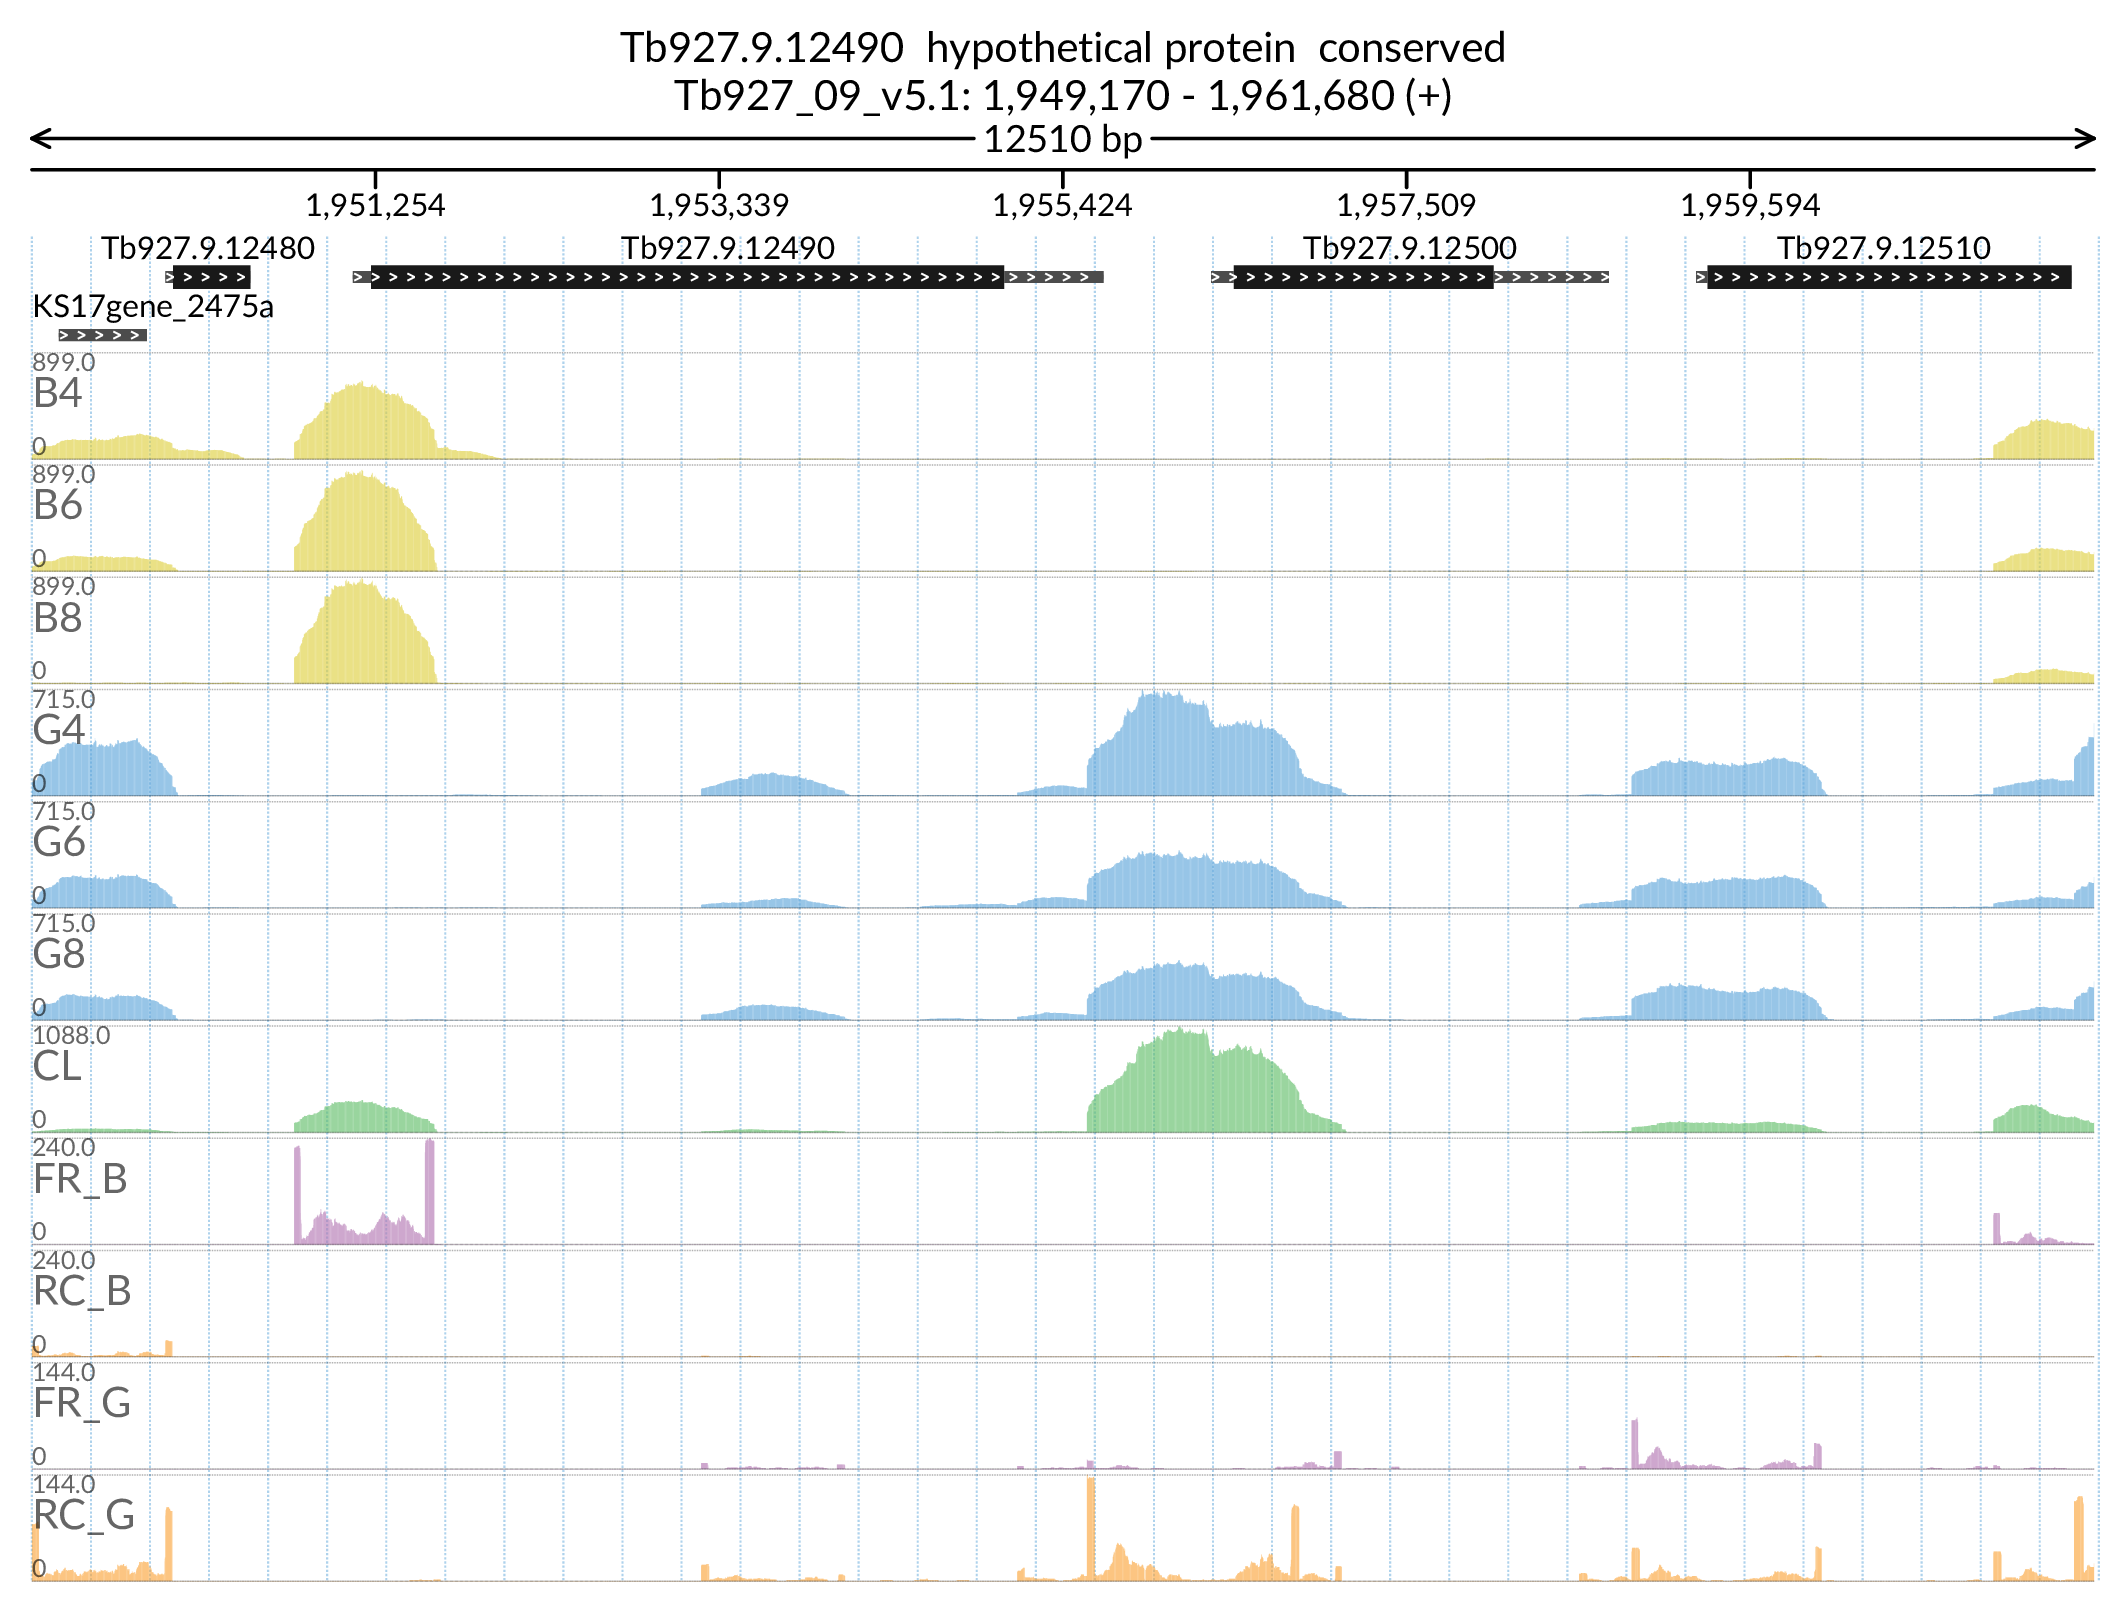 Tb927.9.12490  hypothetical protein  conserved
Tb927_09_v5.1: 1,949,170 - 1,961,680 (+)
12510 bp
1,951,254 1,953,339 1,955,424 1,957,509 1,959,594
Tb927.9.12480 Tb927.9.12490 Tb927.9.12500 Tb927.9.12510
KS17gene_2475a
899.0
B4
0
899.0
B6
0
899.0
B8
0
715.0
G4
0
715.0
G6
0
715.0
G8
0
1088.0
CL
0
240.0
FR_B
0
240.0
RC_B
0
144.0
FR_G
0
144.0
RC_G
0